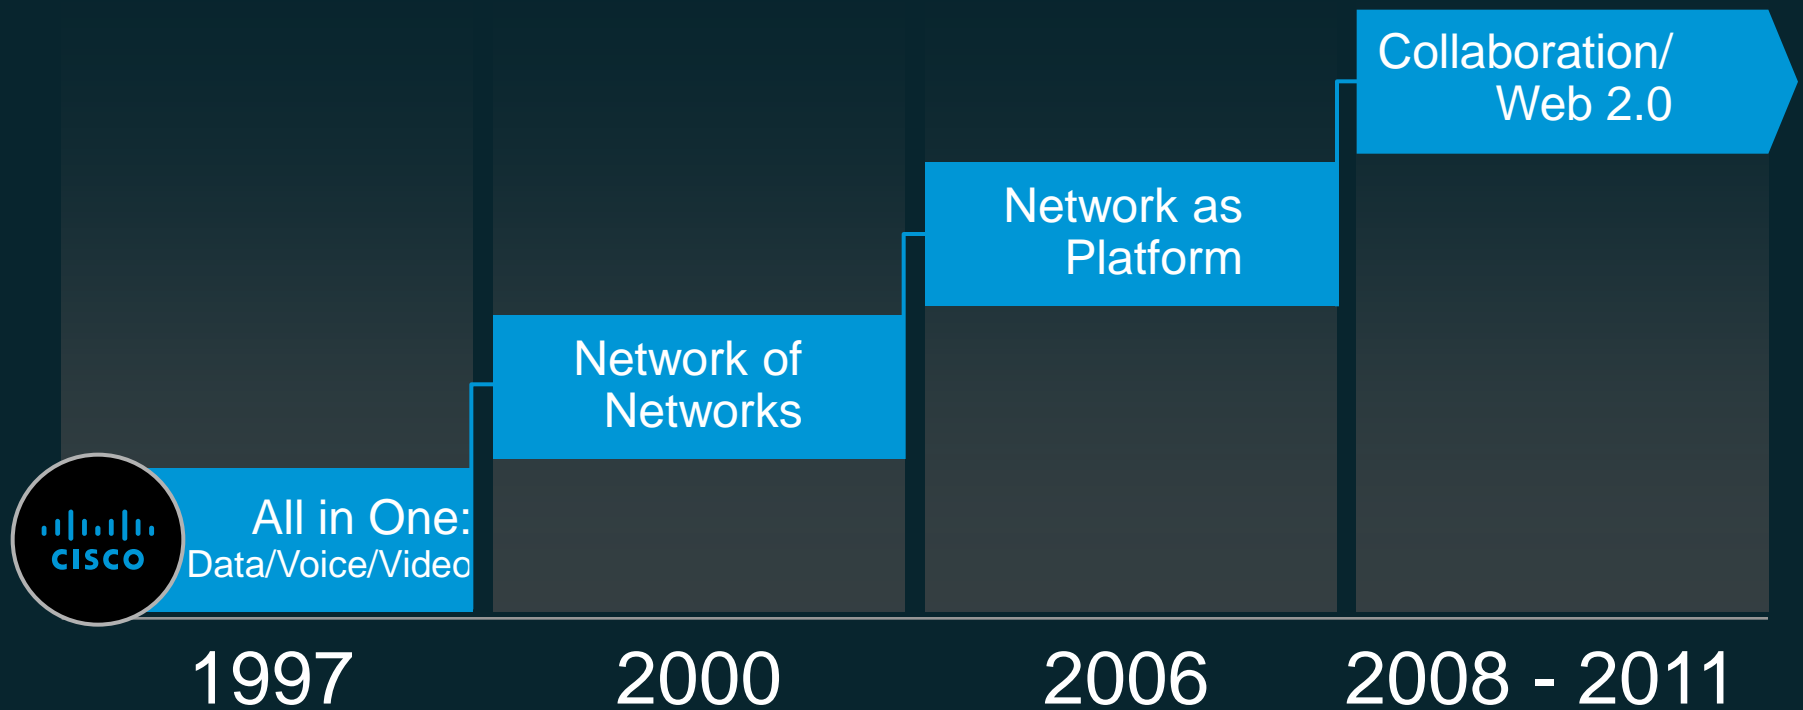 Collaboration/
Web 2.0
Network as
Platform
Network of
Networks
All in One:
Data/Voice/Video
CISCO
1997
2000
2006
2008 - 2011